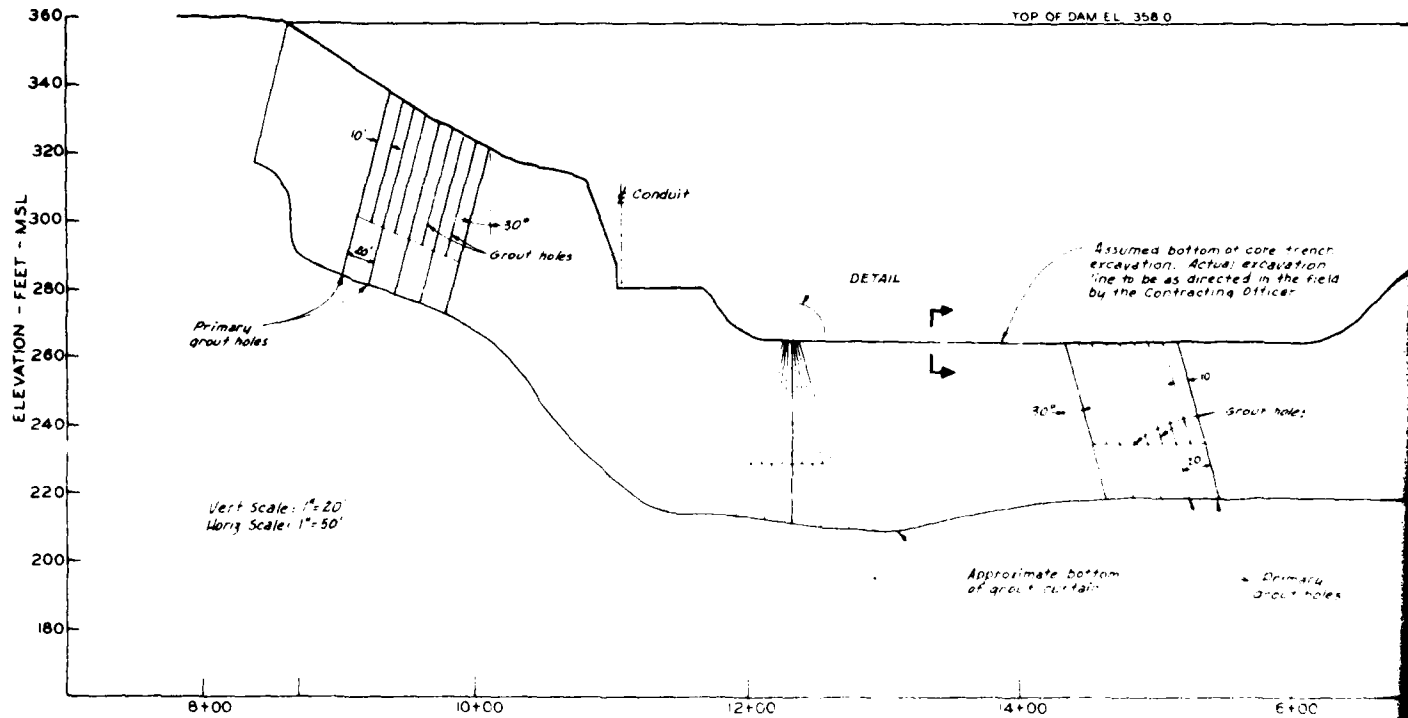 TOP OF DAM EL. 358.0
ELEVATION - FEET - MSL
360
340
320
300
280
260
240
220
200
180
10'
20'
30°
Grout holes
Primary
grout holes
Conduit
DETAIL
Assumed bottom of core trench
excavation. Actual excavation
line to be as directed in the field
by the Contracting Officer
30°
10
Grout holes
20
Vert Scale: 1"=20'
Horiz Scale: 1"=50'
Approximate bottom
of grout curtain
Primary
grout holes
8+00
10+00
12+00
14+00
6+00